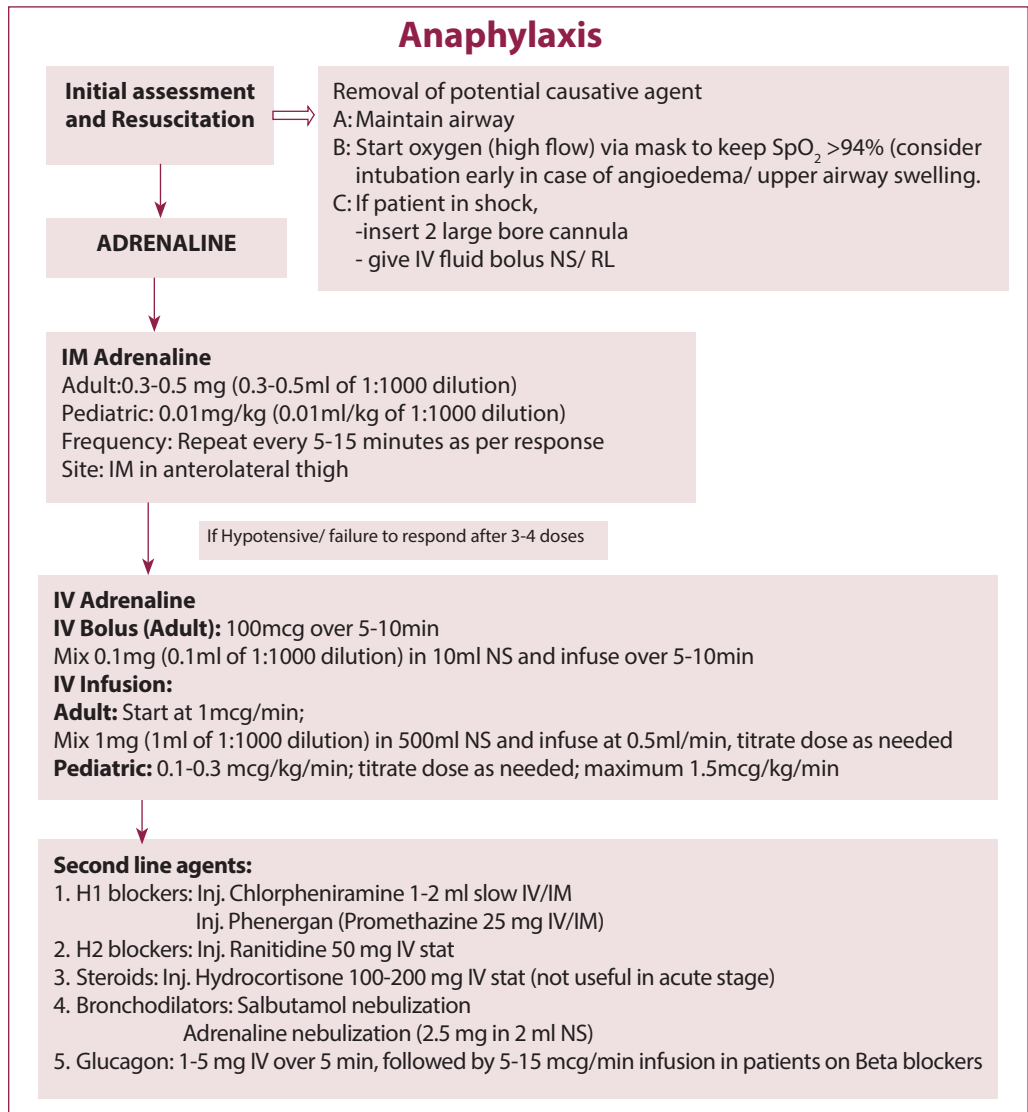 Anaphylaxis
Initial assessment
and Resuscitation
Removal of potential causative agent
A: Maintain airway
B: Start oxygen (high flow) via mask to keep SpO2 >94% (consider
intubation early in case of angioedema/ upper airway swelling.
C: If patient in shock,
-insert 2 large bore cannula
- give IV fluid bolus NS/ RL
ADRENALINE
IM Adrenaline
Adult:0.3-0.5 mg (0.3-0.5ml of 1:1000 dilution)
Pediatric: 0.01mg/kg (0.01ml/kg of 1:1000 dilution)
Frequency: Repeat every 5-15 minutes as per response
Site: IM in anterolateral thigh
If Hypotensive/ failure to respond after 3-4 doses
IV Adrenaline
IV Bolus (Adult): 100mcg over 5-10min
Mix 0.1mg (0.1ml of 1:1000 dilution) in 10ml NS and infuse over 5-10min
IV Infusion:
Adult: Start at 1mcg/min;
Mix 1mg (1ml of 1:1000 dilution) in 500ml NS and infuse at 0.5ml/min, titrate dose as needed
Pediatric: 0.1-0.3 mcg/kg/min; titrate dose as needed; maximum 1.5mcg/kg/min
Second line agents:
1. H1 blockers: Inj. Chlorpheniramine 1-2 ml slow IV/IM
Inj. Phenergan (Promethazine 25 mg IV/IM)
2. H2 blockers: Inj. Ranitidine 50 mg IV stat
3. Steroids: Inj. Hydrocortisone 100-200 mg IV stat (not useful in acute stage)
4. Bronchodilators: Salbutamol nebulization
Adrenaline nebulization (2.5 mg in 2 ml NS)
5. Glucagon: 1-5 mg IV over 5 min, followed by 5-15 mcg/min infusion in patients on Beta blockers